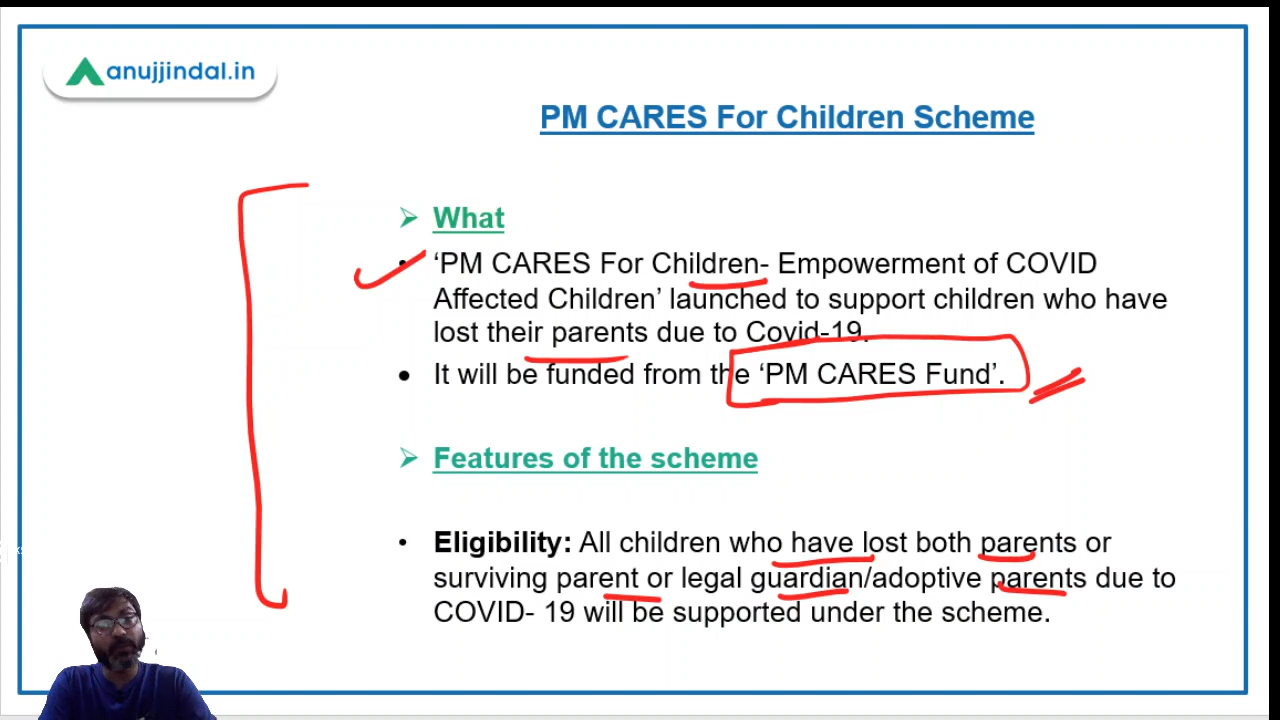 anujjindal.in
PM CARES For Children Scheme
What
‘PM CARES For Children- Empowerment of COVID
Affected Children’ launched to support children who have
lost their parents due to Covid-19.
It will be funded from the ‘PM CARES Fund’.
Features of the scheme
Eligibility: All children who have lost both parents or
surviving parent or legal guardian/adoptive parents due to
COVID- 19 will be supported under the scheme.